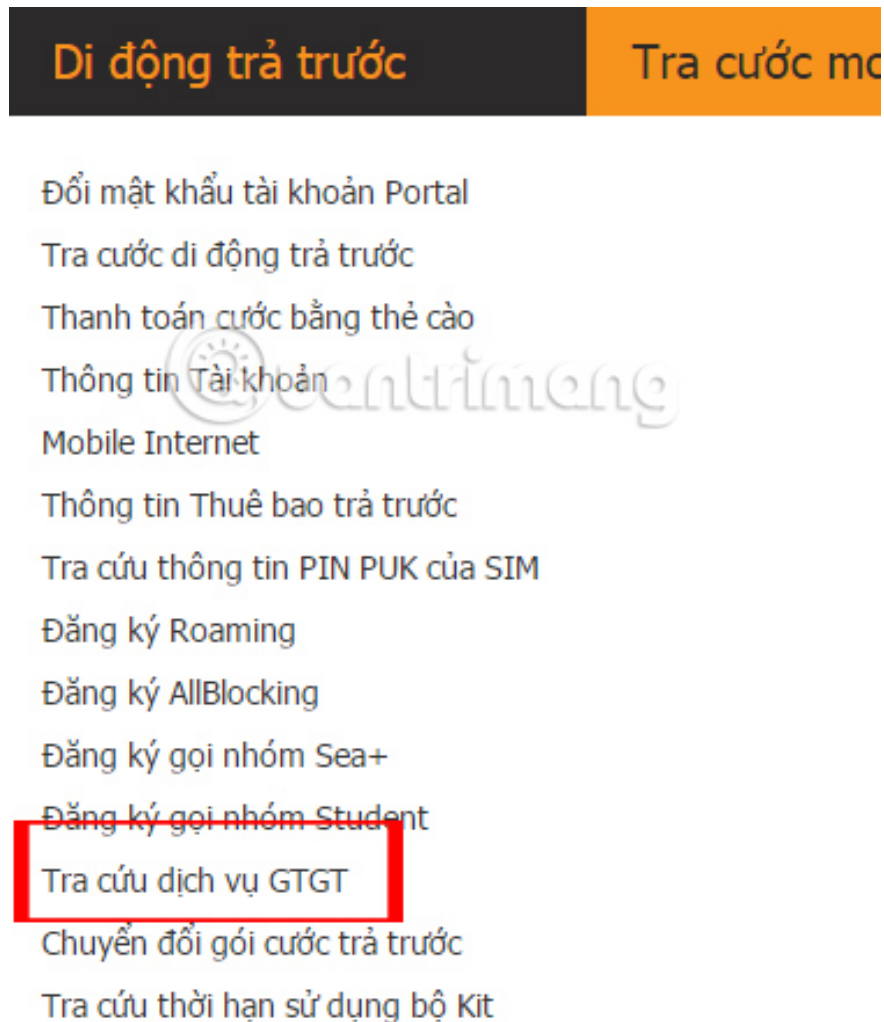 Di động trả trước
Tra cước mo
Đổi mật khẩu tài khoản Portal
Tra cước di động trả trước
Thanh toán cước bằng thẻ cào
Thông tin Tài khoản
@uantrimang
Mobile Internet
Thông tin Thuê bao trả trước
Tra cứu thông tin PIN PUK của SIM
Đăng ký Roaming
Đăng ký AllBlocking
Đăng ký gọi nhóm Sea+
Đăng ký gọi nhóm Student
Tra cứu dịch vụ GTGT
Chuyển đổi gói cước trả trước
Tra cứu thời hạn sử dụng bộ Kit